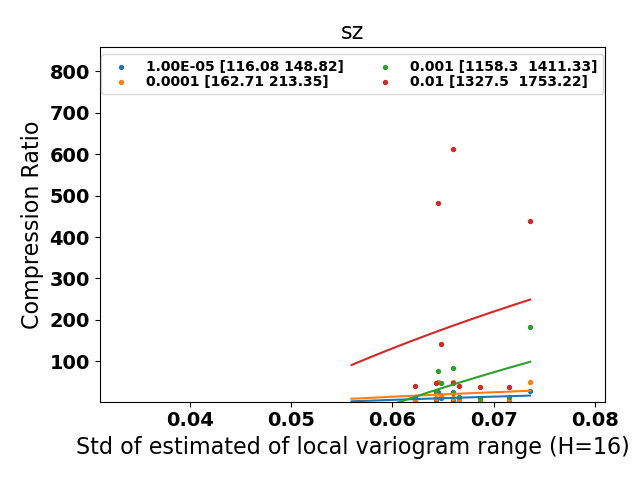 sz
1.00E-05 [116.08 148.82]
0.0001 [162.71 213.35]
0.001 [1158.3  1411.33]
0.01 [1327.5  1753.22]
Compression Ratio
800
700
600
500
400
300
200
100
0.04 0.05 0.06 0.07 0.08
Std of estimated of local variogram range (H=16)